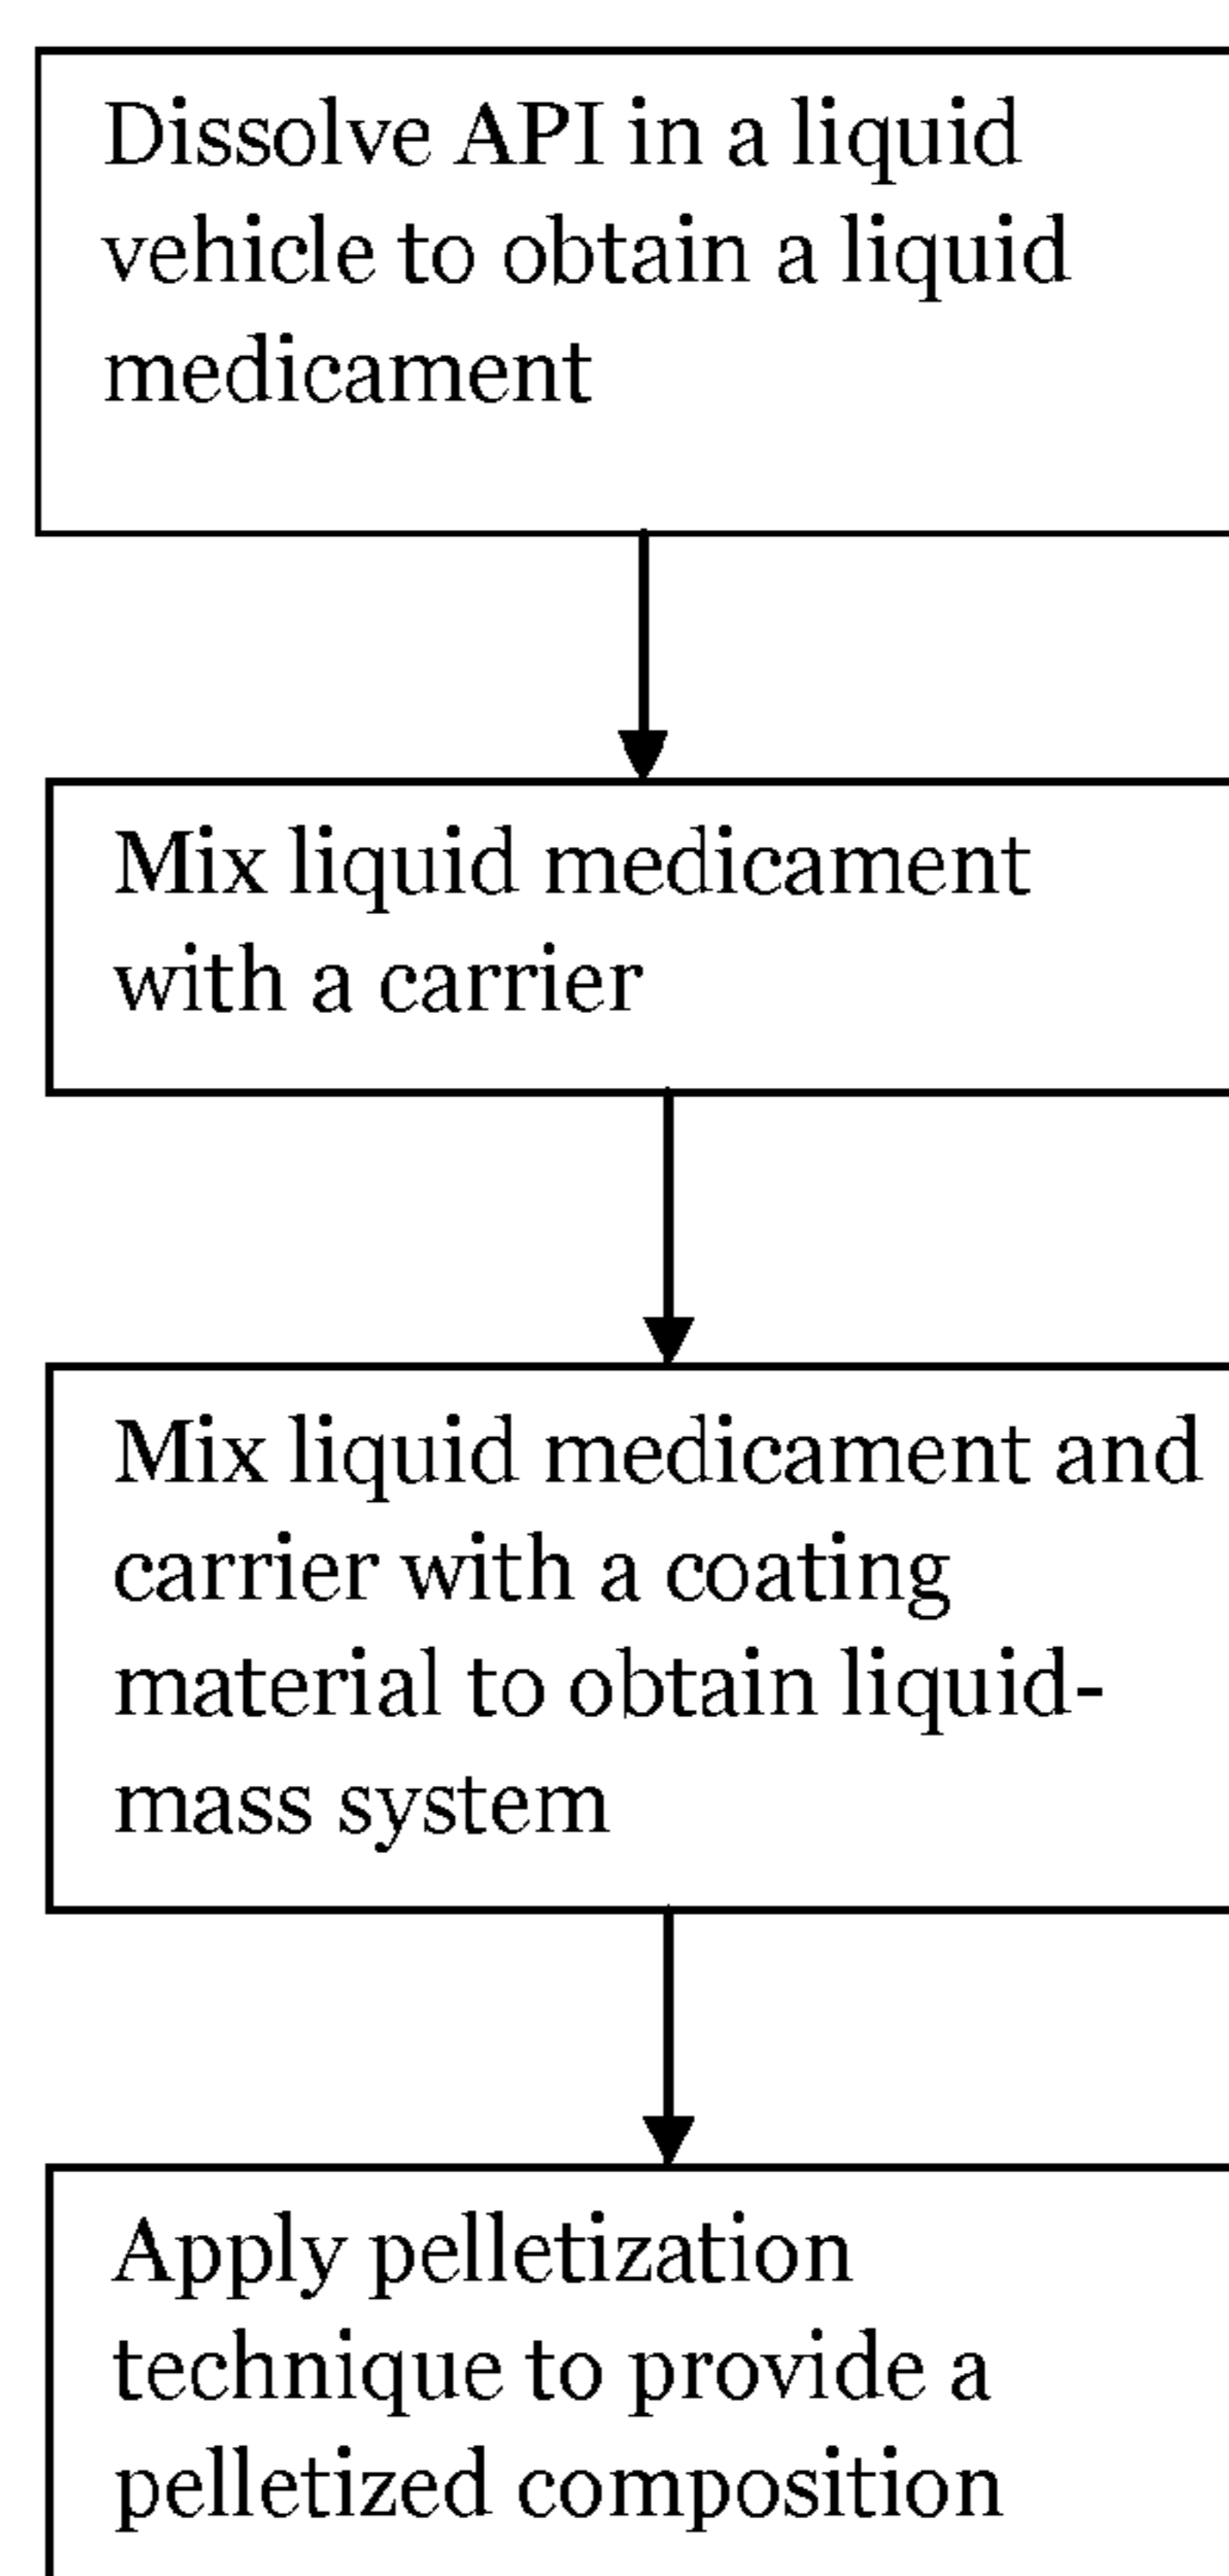 Dissolve API in a liquid
vehicle to obtain a liquid
medicament
Mix liquid medicament
with a carrier
Mix liquid medicament and
carrier with a coating
material to obtain liquid-
mass system
Apply pelletization
technique to provide a
pelletized composition